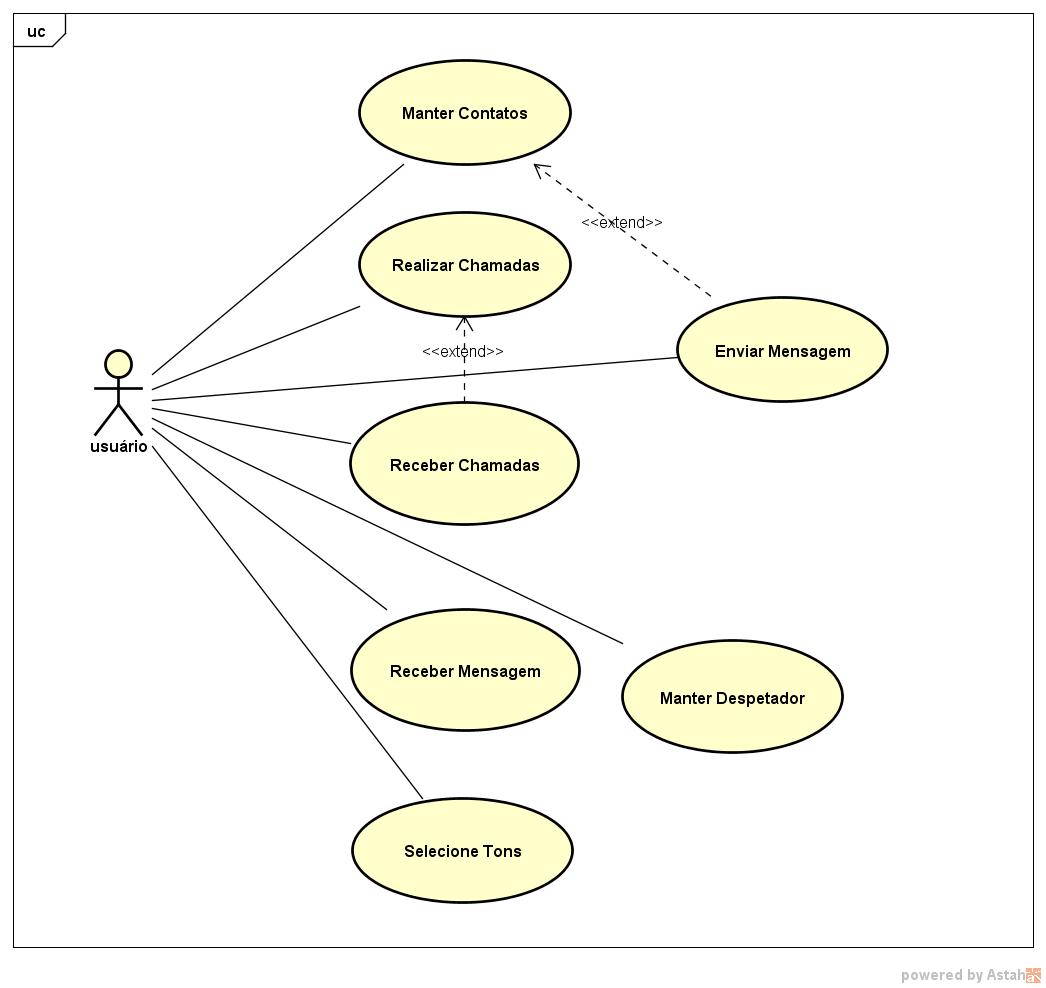 uc
Manter Contatos
<<extend>>
Realizar Chamadas
<<extend>>
Enviar Mensagem
usuário
Receber Chamadas
Receber Mensagem
Manter Despetador
Selecione Tons
powered by Astah